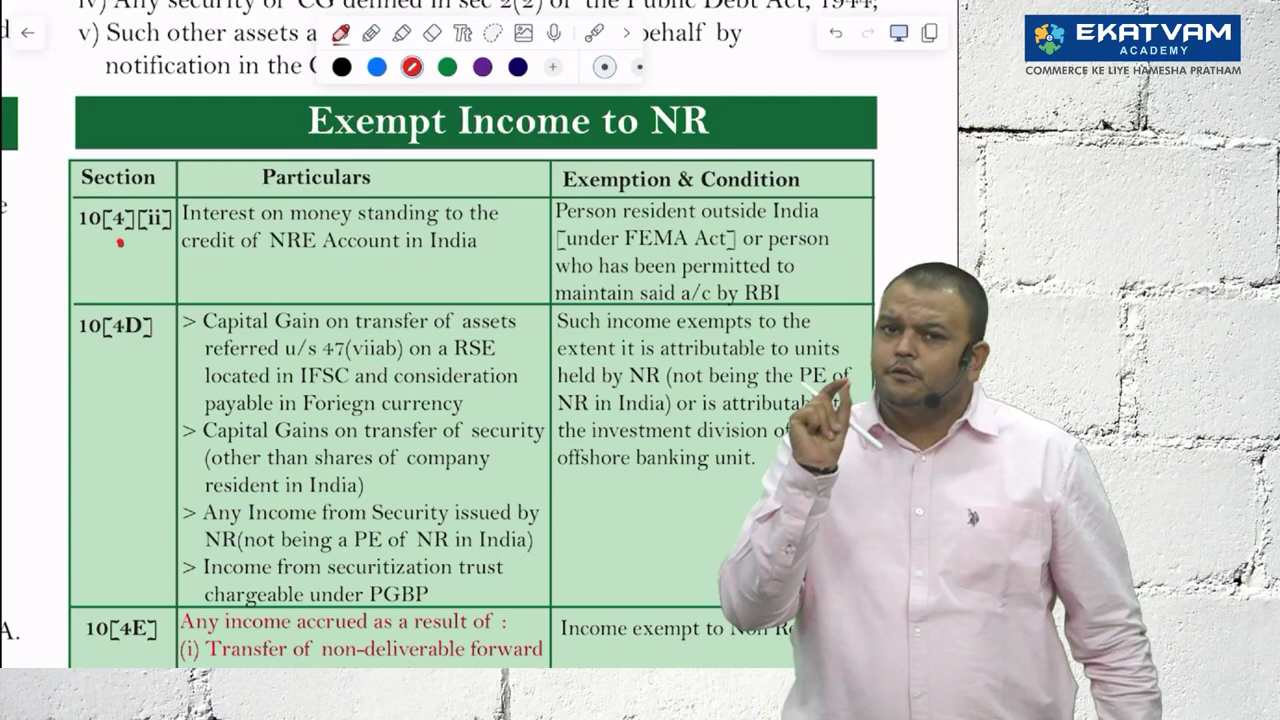 iv) Any security of CG defined in sec 2(2) of the Public Debt Act, 1944;
v) Such other assets a
behalf by
notification in the
EKATVAM
ACADEMY
COMMERCE KE LIYE HAMESHA PRATHAM
Exempt Income to NR
Section
Particulars
Exemption & Condition
10[4][ii]
Interest on money standing to the
credit of NRE Account in India
Person resident outside India
[under FEMA Act] or person
who has been permitted to
maintain said a/c by RBI
10[4D]
> Capital Gain on transfer of assets
referred u/s 47(viiab) on a RSE
located in IFSC and consideration
payable in Foriegn currency
> Capital Gains on transfer of security
(other than shares of company
resident in India)
> Any Income from Security issued by
NR(not being a PE of NR in India)
> Income from securitization trust
chargeable under PGBP
Such income exempts to the
extent it is attributable to units
held by NR (not being the PE of
NR in India) or is attributab
the investment division of
offshore banking unit.
10[4E]
Any income accrued as a result of :
(i) Transfer of non-deliverable forward
Income exempt to Non R
A.